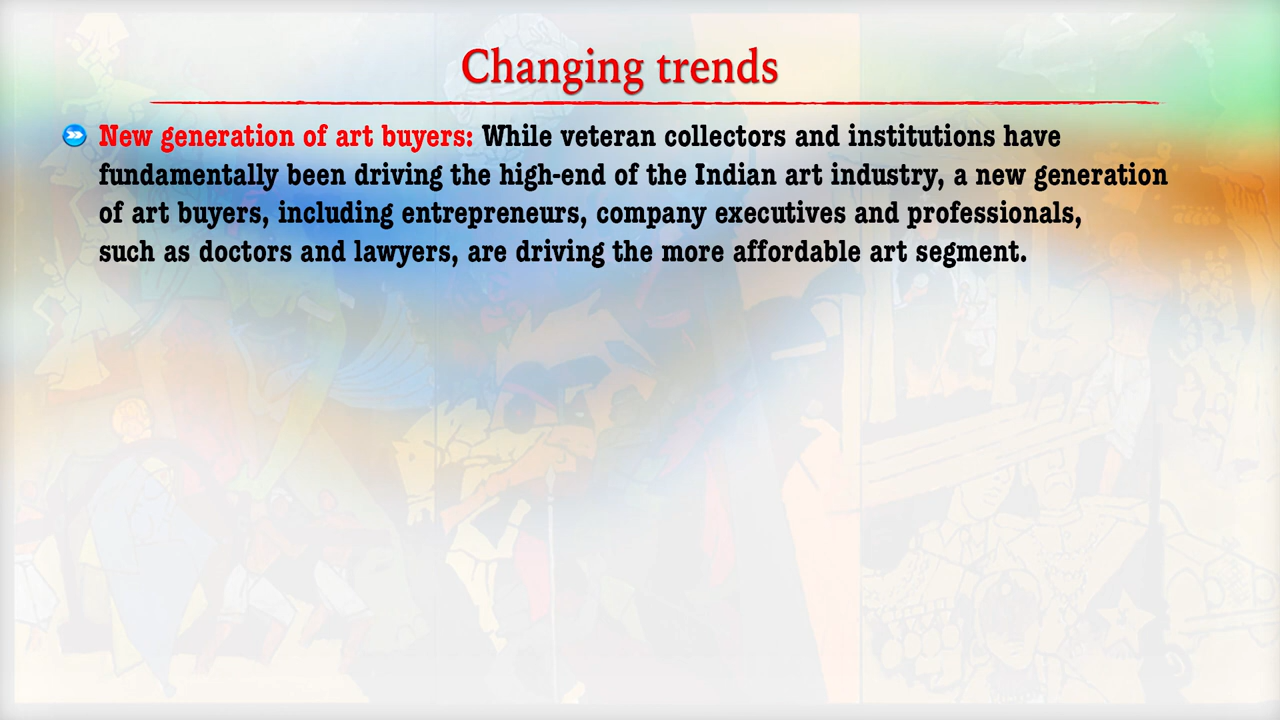 Changing trends
New generation of art buyers: While veteran collectors and institutions have
fundamentally been driving the high-end of the Indian art industry, a new generation
of art buyers, including entrepreneurs, company executives and professionals,
such as doctors and lawyers, are driving the more affordable art segment.